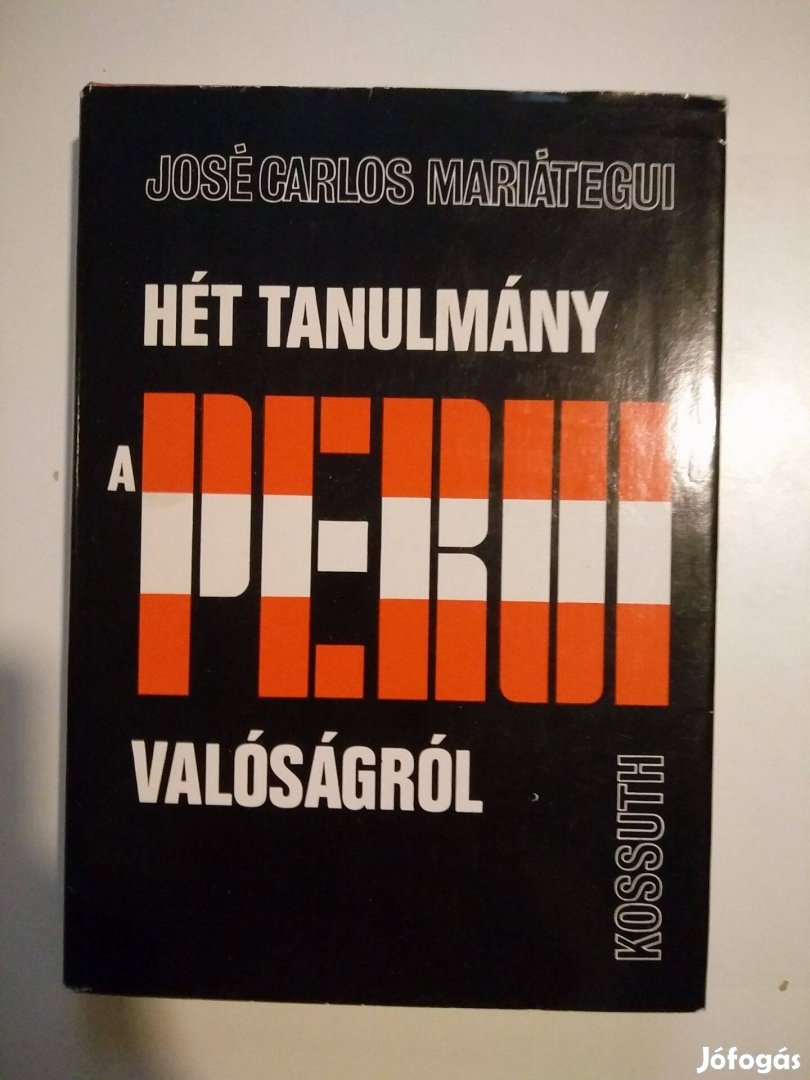 JOSÉ CARLOS MARIÁTEGUI
HÉT TANULMÁNY
A PERUI
VALÓSÁGRÓL
KOSSUTH
Jófogás